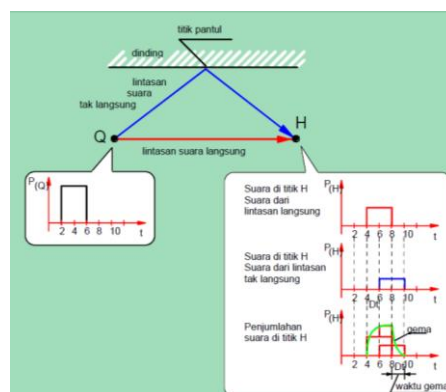 titik pantul
dinding
lintasan
suara
tak langsung
Q
H
lintasan suara langsung
P(Q)
2 4 6 8 10 t
Suara di titik H
Suara dari
lintasan langsung
P(H)
2 4 6 8 10 t
Suara di titik H
Suara dari lintasan
tak langsung
P(H)
2 4 6 8 10 t
Dt
Penjumlahan
suara di titik H
P(H)
gema
2 4 6 8 10 t
Dt
waktu gema